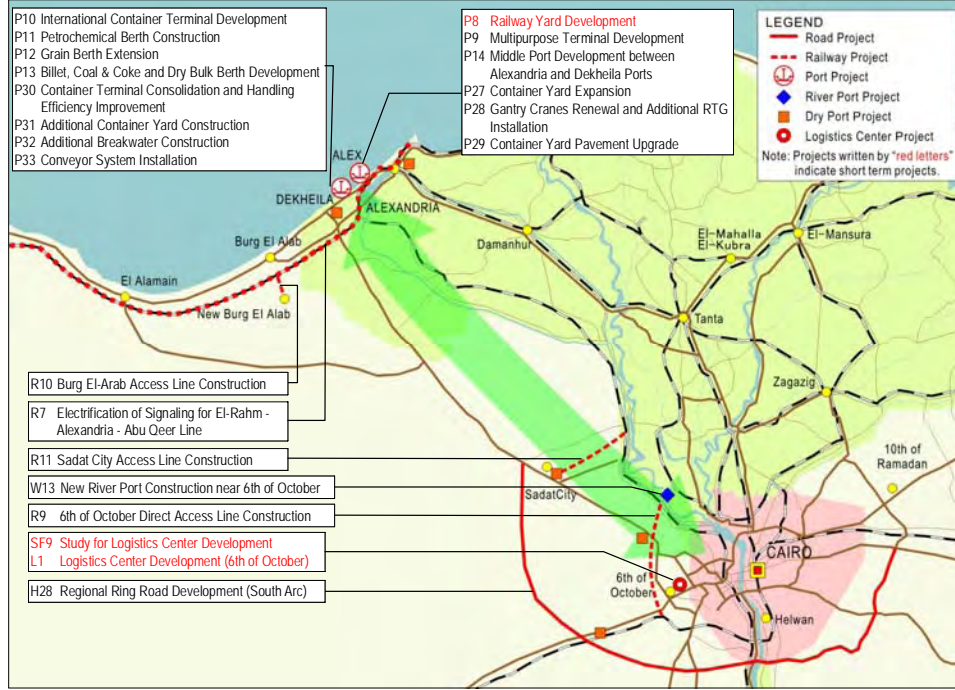 P10 International Container Terminal Development
P11 Petrochemical Berth Construction
P12 Grain Berth Extension
P13 Billet, Coal & Coke and Dry Bulk Berth Development
P30 Container Terminal Consolidation and Handling
Efficiency Improvement
P31 Additional Container Yard Construction
P32 Additional Breakwater Construction
P33 Conveyor System Installation
P8 Railway Yard Development
P9 Multipurpose Terminal Development
P14 Middle Port Development between
Alexandria and Dekheila Ports
P27 Container Yard Expansion
P28 Gantry Cranes Renewal and Additional RTG
Installation
P29 Container Yard Pavement Upgrade
LEGEND
Road Project
Railway Project
Port Project
River Port Project
Dry Port Project
Logistics Center Project
Note: Projects written by "red letters"
indicate short term projects.
ALEX
DEKHEILA
ALEXANDRIA
Burg El Alab
El Alamain
New Burg El Alab
Damanhur
El-Mahalla
El-Kubra
El-Mansura
Tanta
Zagazig
10th of
Ramadan
SadatCity
CAIRO
6th of
October
Helwan
R10 Burg El-Arab Access Line Construction
R7 Electrification of Signaling for El-Rahm -
Alexandria - Abu Qeer Line
R11 Sadat City Access Line Construction
W13 New River Port Construction near 6th of October
R9 6th of October Direct Access Line Construction
SF9 Study for Logistics Center Development
L1 Logistics Center Development (6th of October)
H28 Regional Ring Road Development (South Arc)